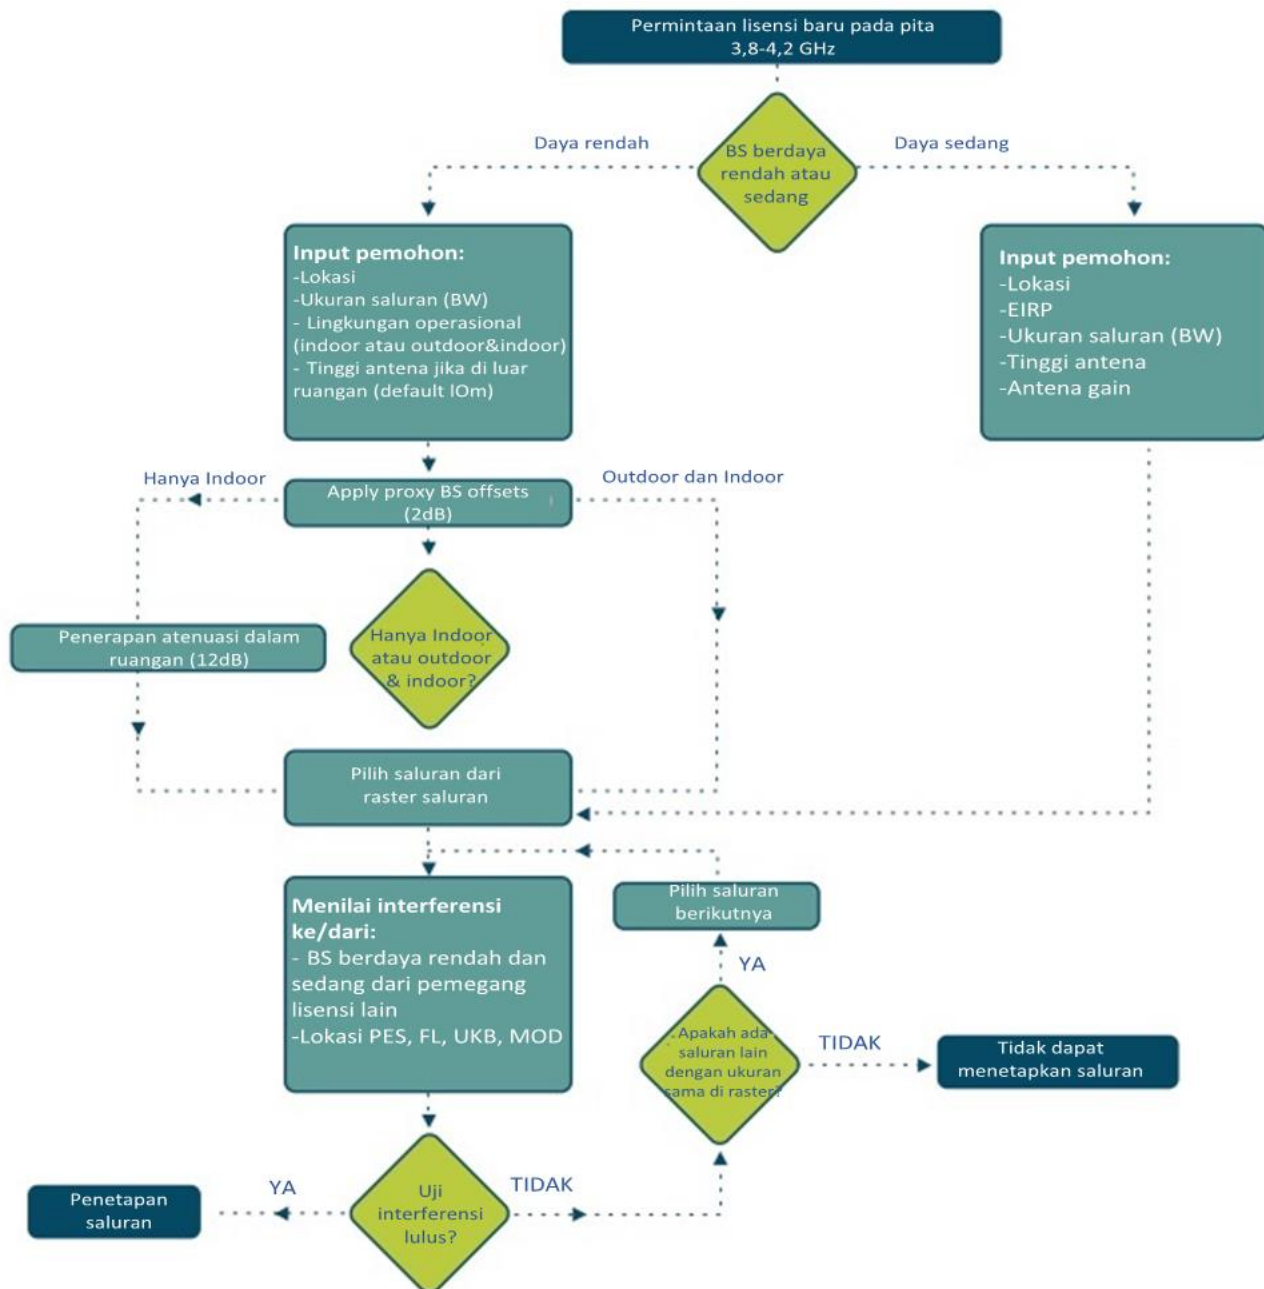 Permintaan lisensi baru pada pita
3,8-4,2 GHz
Daya rendah
BS berdaya
rendah atau
sedang
Daya sedang
Input pemohon:
-Lokasi
-Ukuran saluran (BW)
- Lingkungan operasional
(indoor atau outdoor&indoor)
- Tinggi antena jika di luar
ruangan (default lOm)
Input pemohon:
-Lokasi
-EIRP
-Ukuran saluran (BW)
-Tinggi antena
-Antena gain
Hanya Indoor
Apply proxy BS offsets
(2dB)
Outdoor dan Indoor
Penerapan atenuasi dalam
ruangan (12dB)
Hanya Indoor
atau outdoor
& indoor?
Pilih saluran dari
raster saluran
Menilai interferensi
ke/dari:
- BS berdaya rendah dan
sedang dari pemegang
lisensi lain
-Lokasi PES, FL, UKB, MOD
Pilih saluran
berikutnya
YA
Apakah ada
saluran lain
dengan ukuran
sama di raster?
TIDAK
Tidak dapat
menetapkan saluran
Penetapan
saluran
YA
Uji
interferensi
lulus?
TIDAK